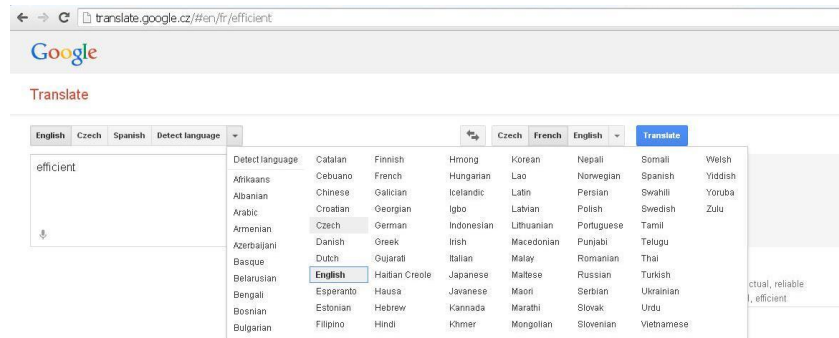 translate.google.cz/#en/fr/efficient
Google
Translate
English Czech Spanish Detect language Czech French English Translate
efficient
Detect language Catalan Finnish Hmong Korean Nepali Somali Welsh
Afrikaans Cebuano French Hungarian Lao Norwegian Spanish Yiddish
Albanian Chinese Galician Icelandic Latin Persian Swahili Yoruba
Arabic Croatian Georgian Igbo Latvian Polish Swedish Zulu
Armenian Czech German Indonesian Lithuanian Portuguese Tamil
Azerbaijani Danish Greek Irish Macedonian Punjabi Telugu
Basque Dutch Gujarati Italian Malay Romanian Thai
Belarusian English Haitian Creole Japanese Maltese Russian Turkish
Bengali Esperanto Hausa Javanese Maori Serbian Ukrainian
Bosnian Estonian Hebrew Kannada Marathi Slovak Urdu
Bulgarian Filipino Hindi Khmer Mongolian Slovenian Vietnamese
ctual, reliable
l, efficient